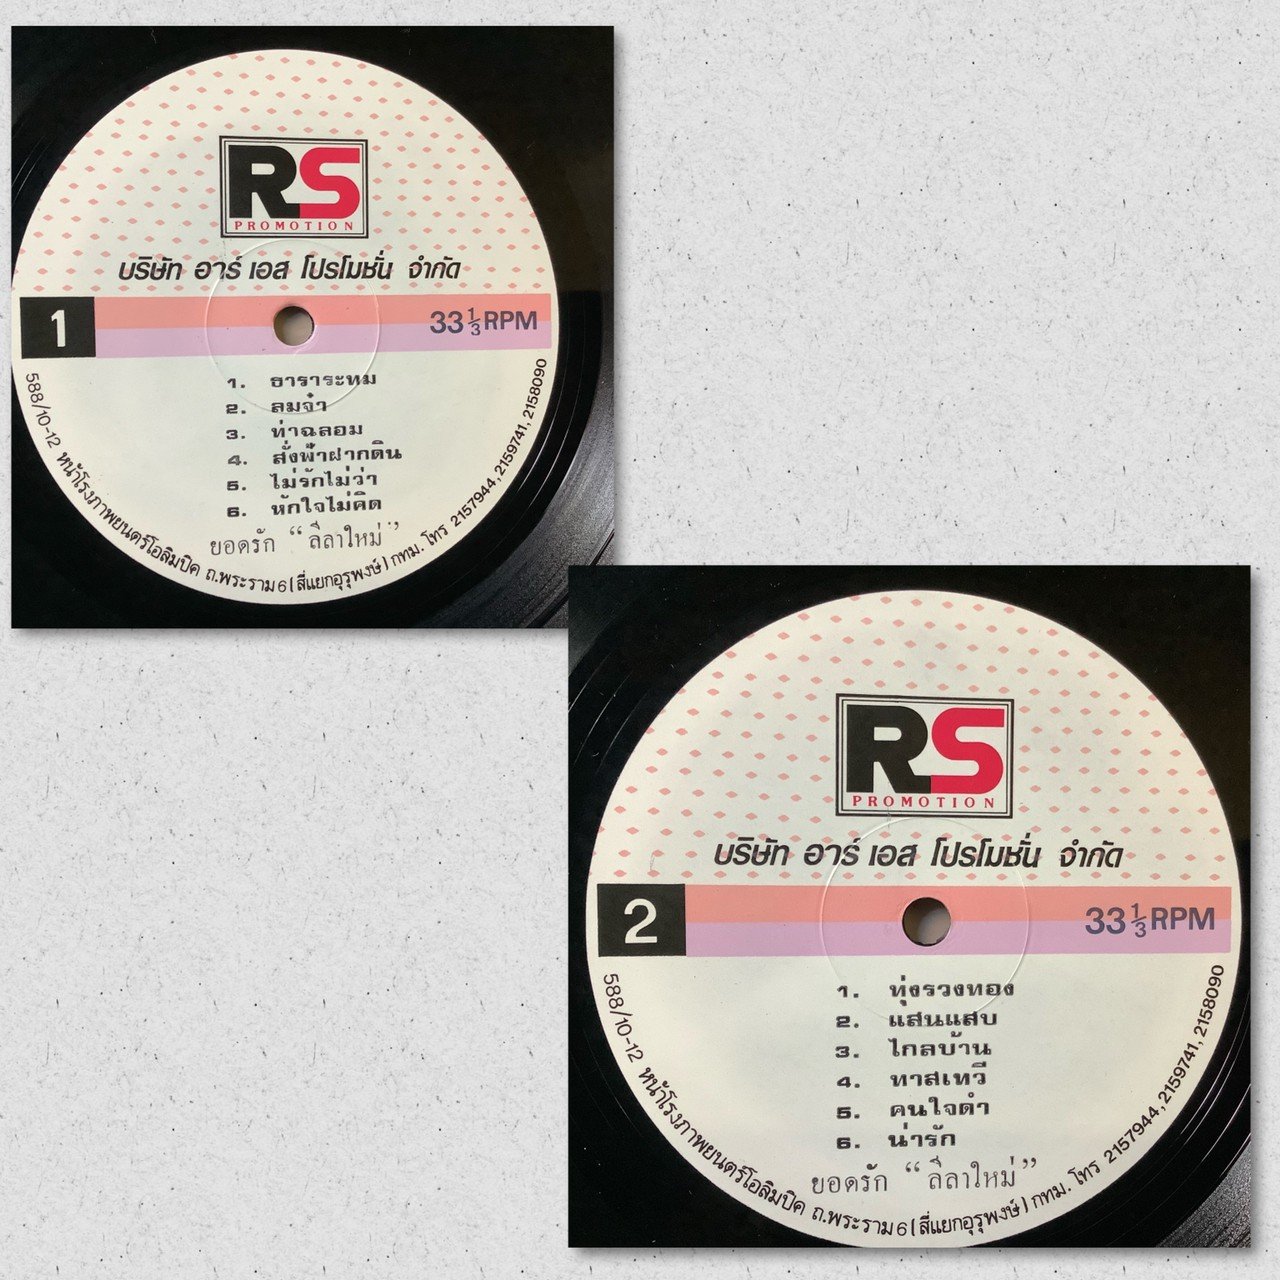 RS
PROMOTION
บริษัท อาร์ เอส โปรโมชั่น จำกัด
1
33 1/3 RPM
1. ธาราระทม
2. ลมจ๋า
3. ท่าฉลอม
4. สั่งฟ้าฝากดิน
5. ไม่รักไม่ว่า
6. หักใจไม่คิด
ยอดรัก “ลีลาใหม่”
588/10-12 หน้าโรงภาพยนตร์โอลิมปิค ถ.พระราม 6 (สี่แยกอุรุพงษ์) กทม. โทร 2157944, 2159741, 2158090
RS
PROMOTION
บริษัท อาร์ เอส โปรโมชั่น จำกัด
2
33 1/3 RPM
1. ทุ่งรวงทอง
2. แสนแสบ
3. ไกลบ้าน
4. ทาสเทวี
5. คนใจดำ
6. น่ารัก
ยอดรัก “ลีลาใหม่”
588/10-12 หน้าโรงภาพยนตร์โอลิมปิค ถ.พระราม 6 (สี่แยกอุรุพงษ์) กทม. โทร 2157944, 2159741, 2158090